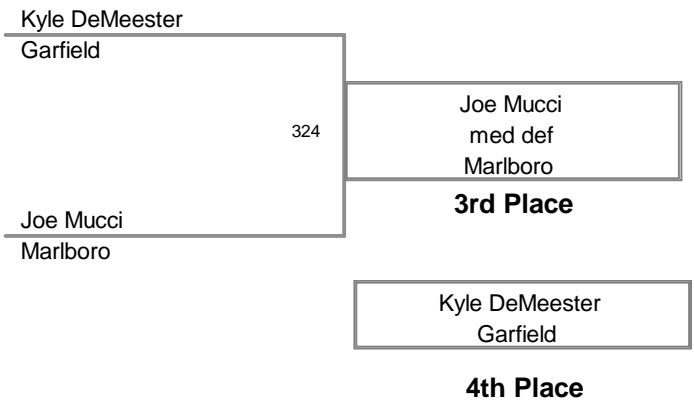 Kyle DeMeester
Garfield
324
Joe Mucci
med def
Marlboro
3rd Place
Joe Mucci
Marlboro
Kyle DeMeester
Garfield
4th Place